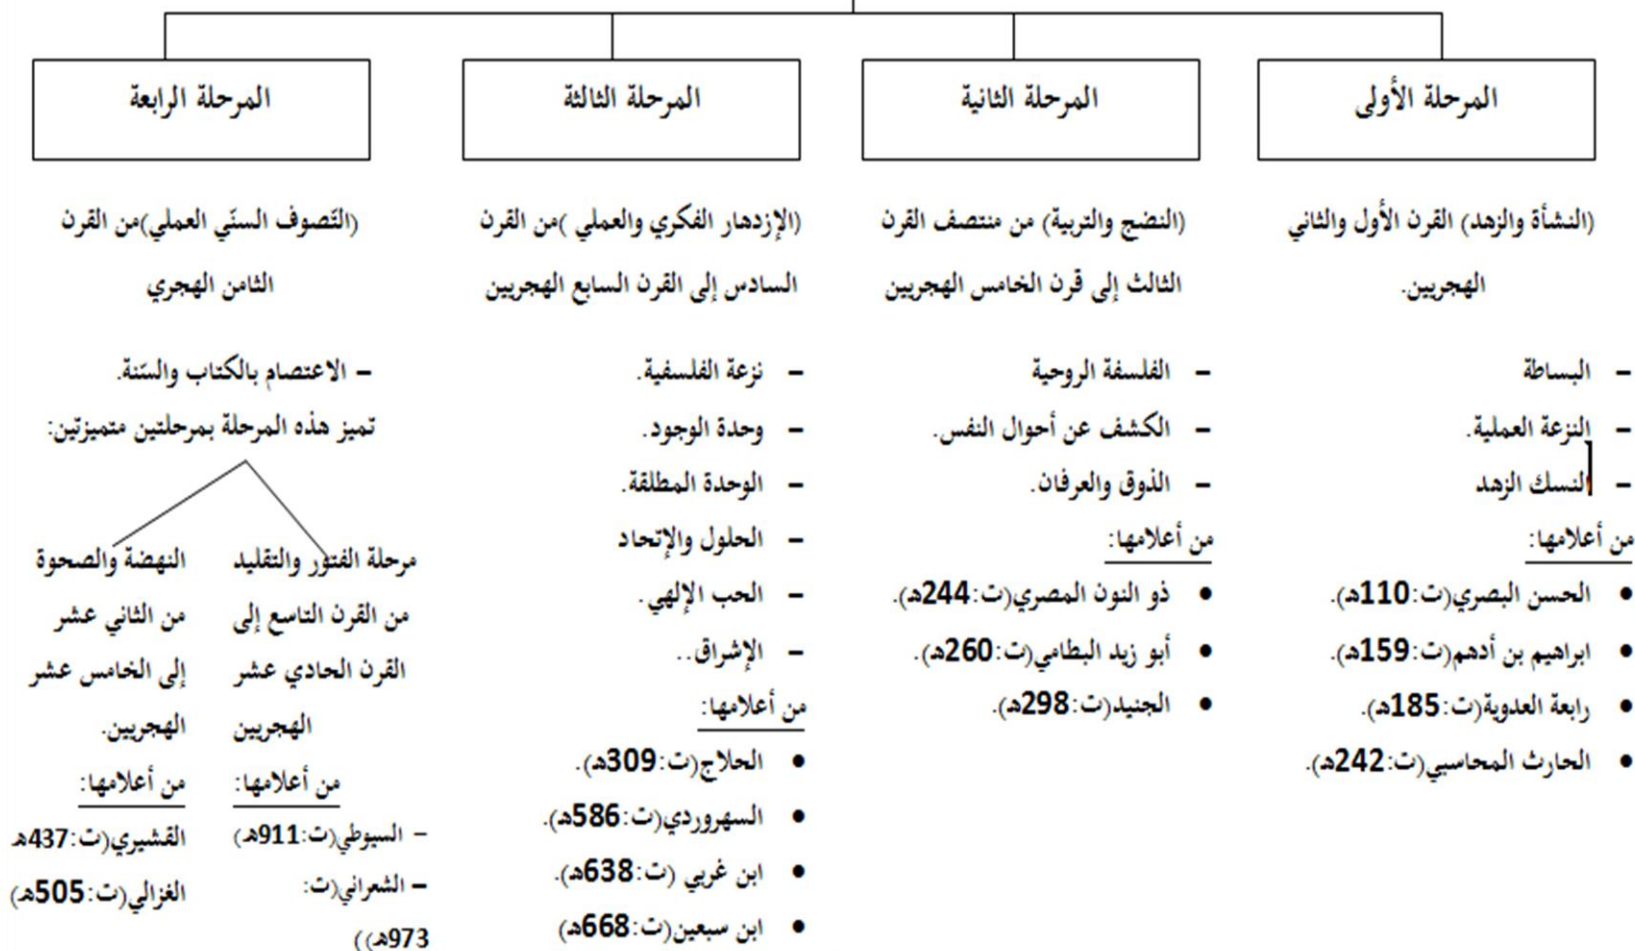 المرحلة الأولى
(النشأة والزهد) القرن الأول والثاني
الهجريين.
– البساطة
– النزعة العملية.
– النسك الزهد
من أعلامها:
• الحسن البصري(ت:110هـ).
• ابراهيم بن أدهم(ت:159هـ).
• رابعة العدوية(ت:185هـ).
• الحارث المحاسبي(ت:242هـ).
المرحلة الثانية
(النضج والتربية) من منتصف القرن
الثالث إلى قرن الخامس الهجريين
– الفلسفة الروحية
– الكشف عن أحوال النفس.
– الذوق والعرفان.
من أعلامها:
• ذو النون المصري(ت:244هـ).
• أبو زيد البطامي(ت:260هـ).
• الجنيد(ت:298هـ).
المرحلة الثالثة
(الإزدهار الفكري والعملي )من القرن
السادس إلى القرن السابع الهجريين
– نزعة الفلسفية.
– وحدة الوجود.
– الوحدة المطلقة.
– الحلول والإتحاد
– الحب الإلهي.
– الإشراق..
من أعلامها:
• الحلاج(ت:309هـ).
• السهروردي(ت:586هـ).
• ابن غربي (ت:638هـ).
• ابن سبعين(ت:668هـ)
المرحلة الرابعة
(التّصوف السنّي العملي)من القرن
الثامن الهجري
– الاعتصام بالكتاب والسّنة.
تميز هذه المرحلة بمرحلتين متميزتين:
مرحلة الفتور والتقليد
من القرن التاسع إلى
القرن الحادي عشر
الهجريين
من أعلامها:
– السيوطي(ت:911هـ)
– الشعراني(ت:
973هـ))
النهضة والصحوة
من الثاني عشر
إلى الخامس عشر
الهجريين.
من أعلامها:
القشيري(ت:437هـ
الغزالي(ت:505هـ)